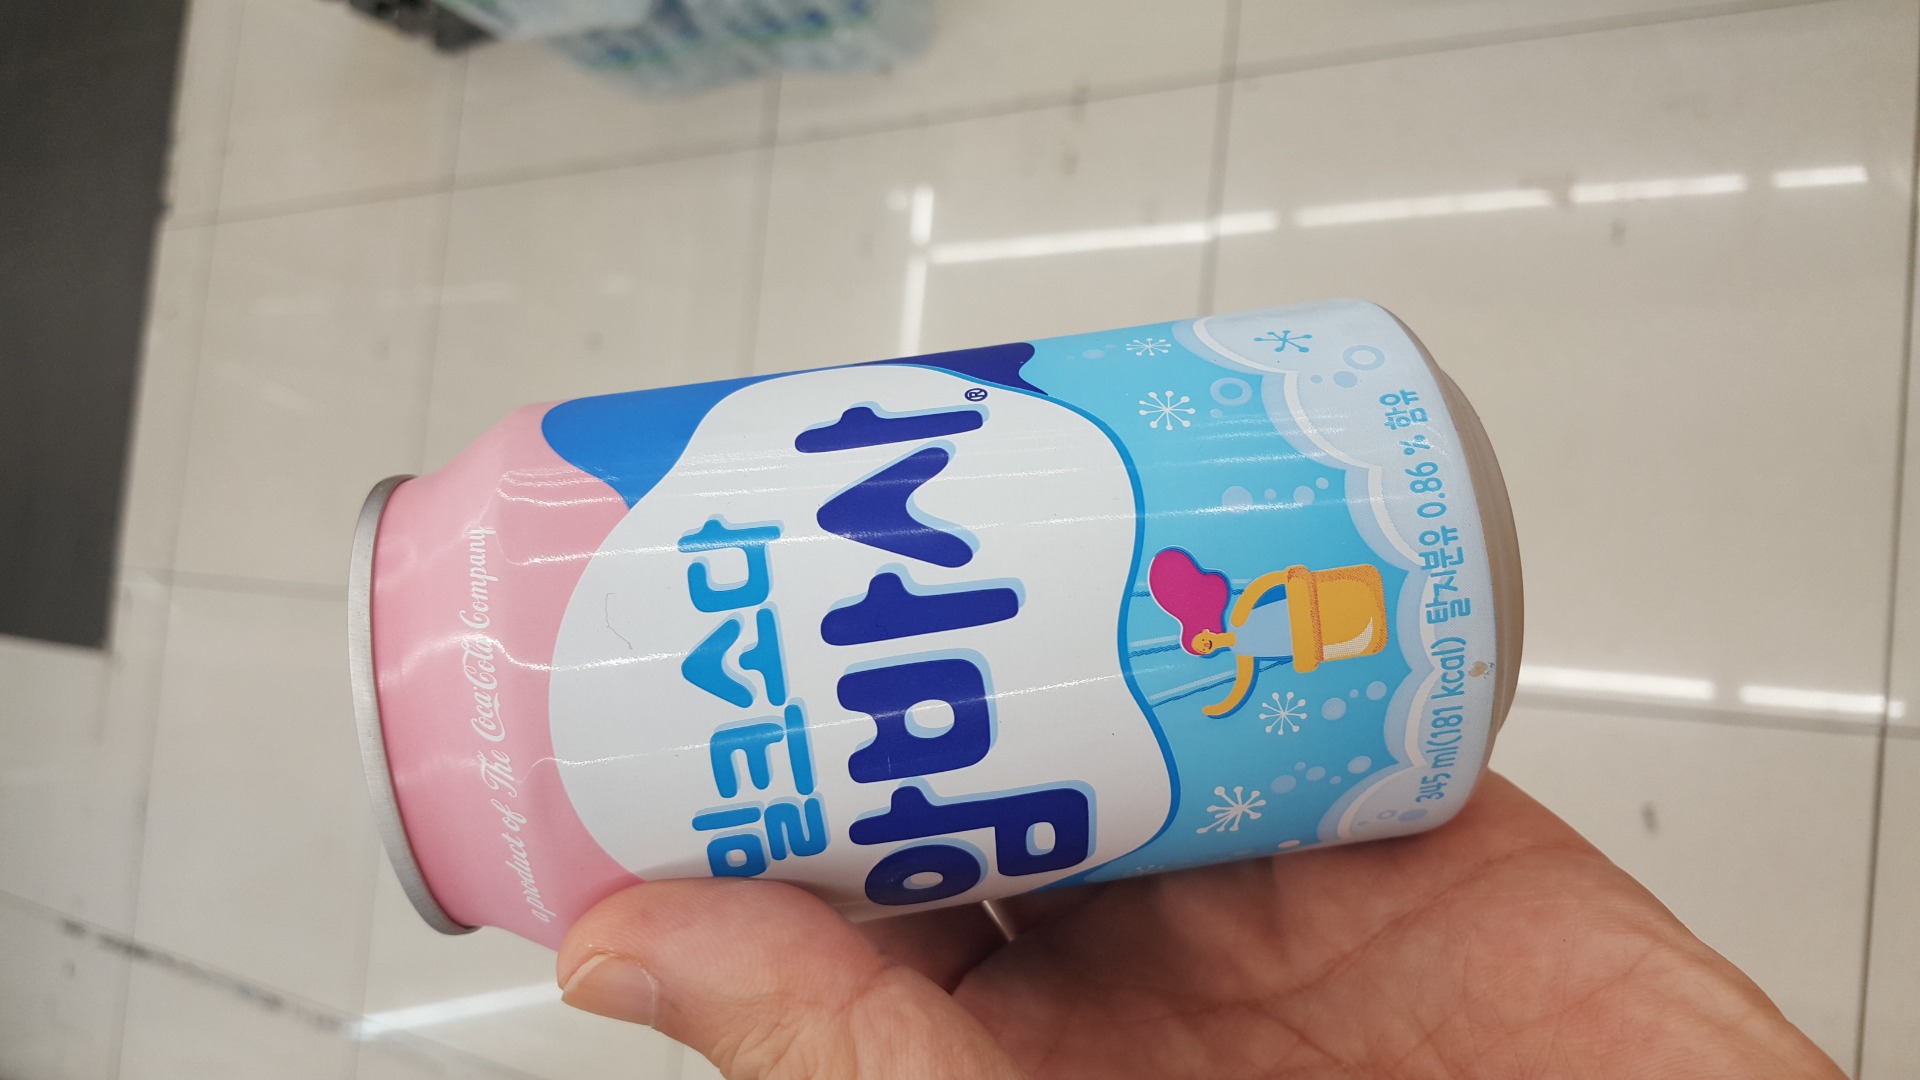 a product of The Coca-Cola Company
밀크소다
암바사®
345 ml(181 kcal) 탈지분유 0.86 % 함유